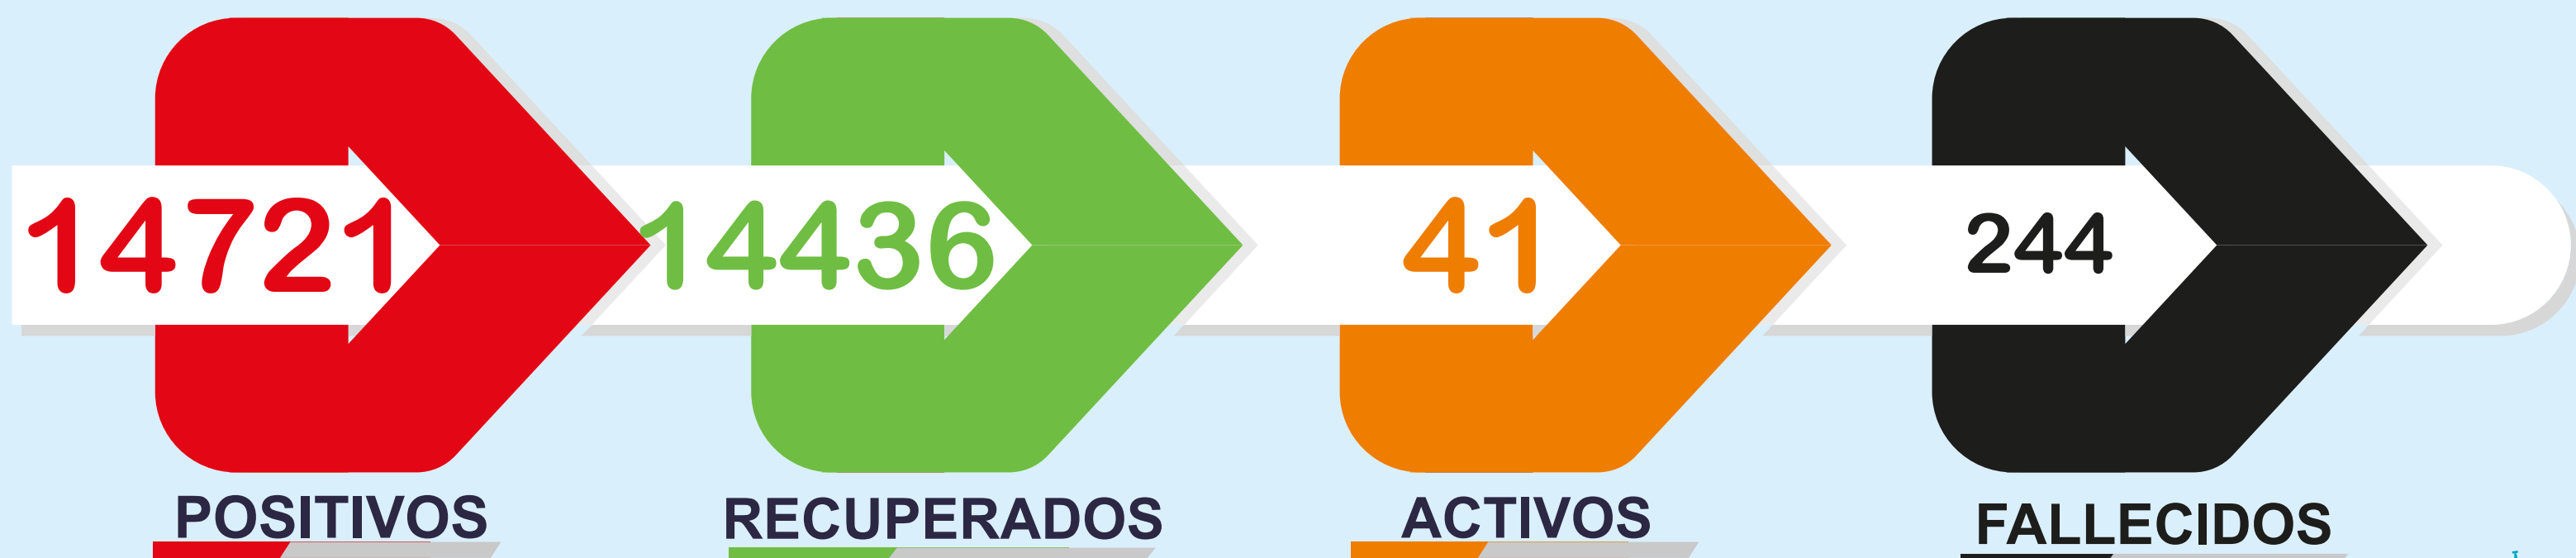 14721 14436 41 244
POSITIVOS RECUPERADOS ACTIVOS FALLECIDOS